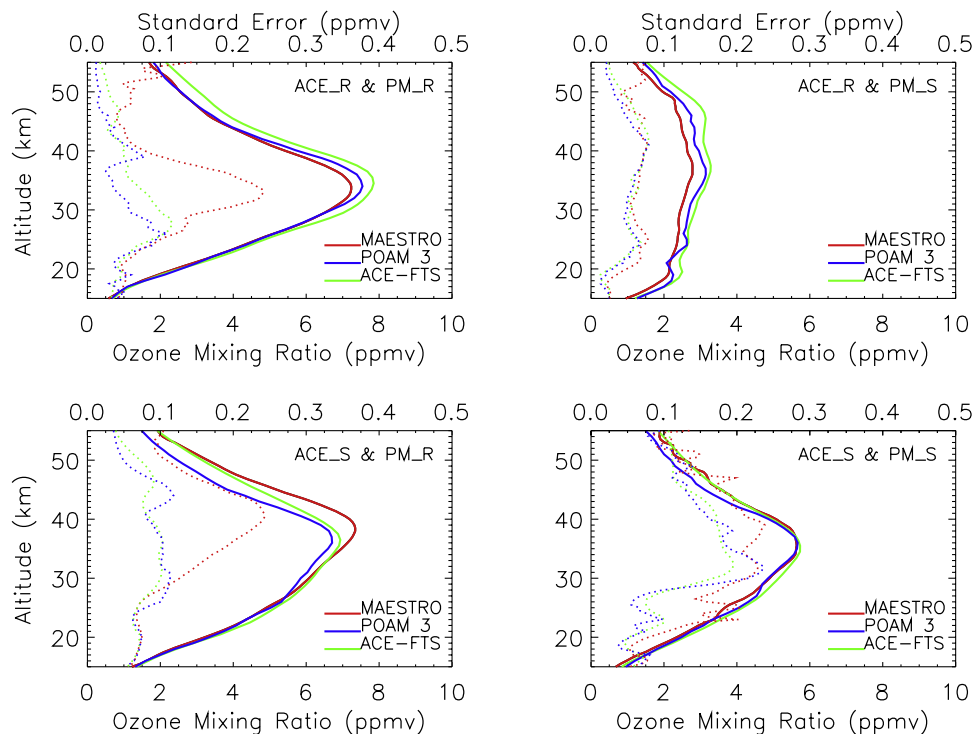 Standard Error (ppmv)
0.0 0.1 0.2 0.3 0.4 0.5
ACE_R & PM_R
50
40
30
20
Altitude (km)
MAESTRO
POAM 3
ACE-FTS
0 2 4 6 8 10
Ozone Mixing Ratio (ppmv)
Standard Error (ppmv)
0.0 0.1 0.2 0.3 0.4 0.5
ACE_R & PM_S
50
40
30
20
Altitude (km)
MAESTRO
POAM 3
ACE-FTS
0 2 4 6 8 10
Ozone Mixing Ratio (ppmv)
0.0 0.1 0.2 0.3 0.4 0.5
ACE_S & PM_R
50
40
30
20
Altitude (km)
MAESTRO
POAM 3
ACE-FTS
0 2 4 6 8 10
Ozone Mixing Ratio (ppmv)
0.0 0.1 0.2 0.3 0.4 0.5
ACE_S & PM_S
50
40
30
20
Altitude (km)
MAESTRO
POAM 3
ACE-FTS
0 2 4 6 8 10
Ozone Mixing Ratio (ppmv)